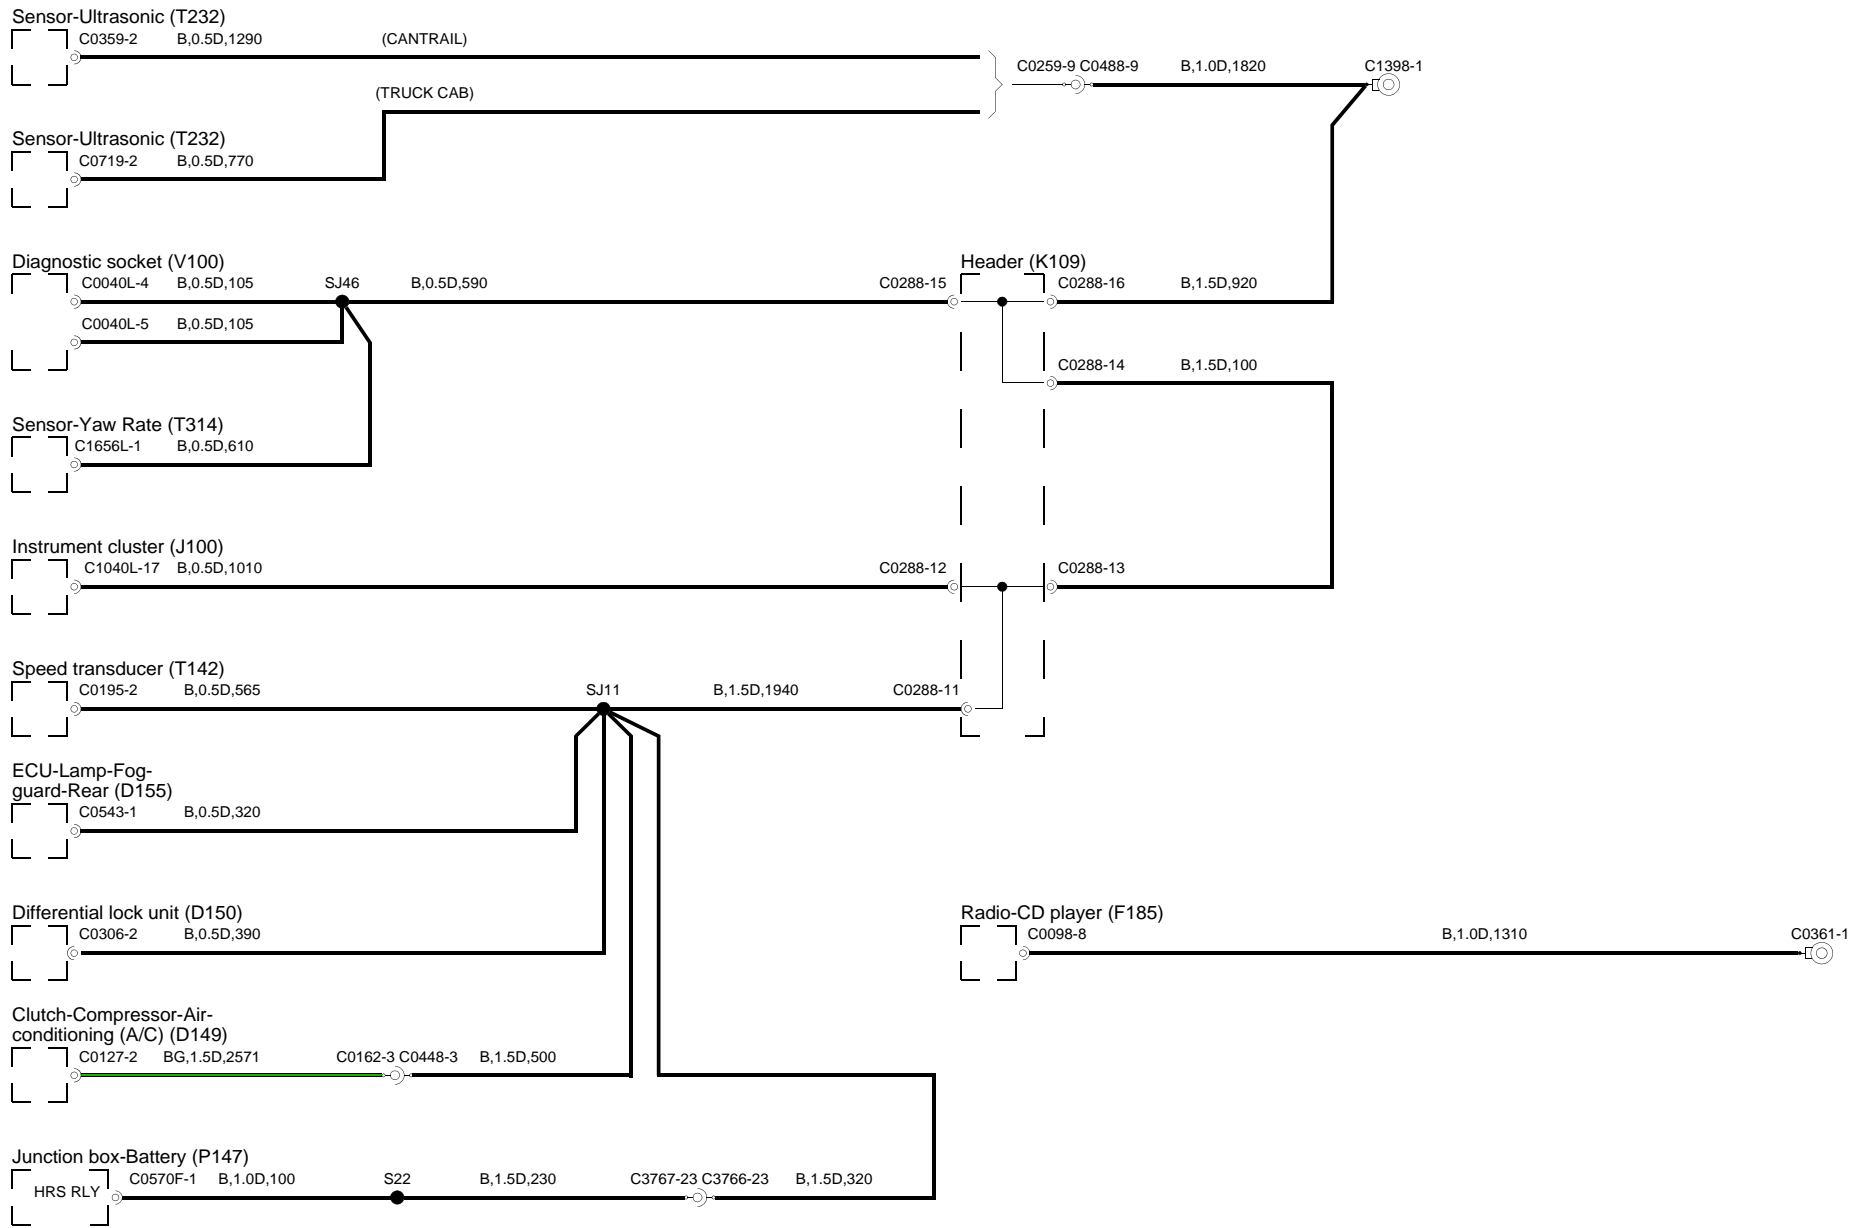 Sensor-Ultrasonic (T232)
C0359-2 B,0.5D,1290 (CANTRAIL)
C0259-9 C0488-9 B,1.0D,1820 C1398-1
(TRUCK CAB)
Sensor-Ultrasonic (T232)
C0719-2 B,0.5D,770
Diagnostic socket (V100) Header (K109)
C0040L-4 B,0.5D,105 SJ46 B,0.5D,590 C0288-15 C0288-16 B,1.5D,920
C0040L-5 B,0.5D,105
C0288-14 B,1.5D,100
Sensor-Yaw Rate (T314)
C1656L-1 B,0.5D,610
Instrument cluster (J100)
C1040L-17 B,0.5D,1010 C0288-12 C0288-13
Speed transducer (T142)
C0195-2 B,0.5D,565 SJ11 B,1.5D,1940 C0288-11
ECU-Lamp-Fog-
guard-Rear (D155)
C0543-1 B,0.5D,320
Differential lock unit (D150) Radio-CD player (F185)
C0306-2 B,0.5D,390 C0098-8 B,1.0D,1310 C0361-1
Clutch-Compressor-Air-
conditioning (A/C) (D149)
C0127-2 BG,1.5D,2571 C0162-3 C0448-3 B,1.5D,500
Junction box-Battery (P147)
C0570F-1 B,1.0D,100 S22 B,1.5D,230 C3767-23 C3766-23 B,1.5D,320
HRS RLY